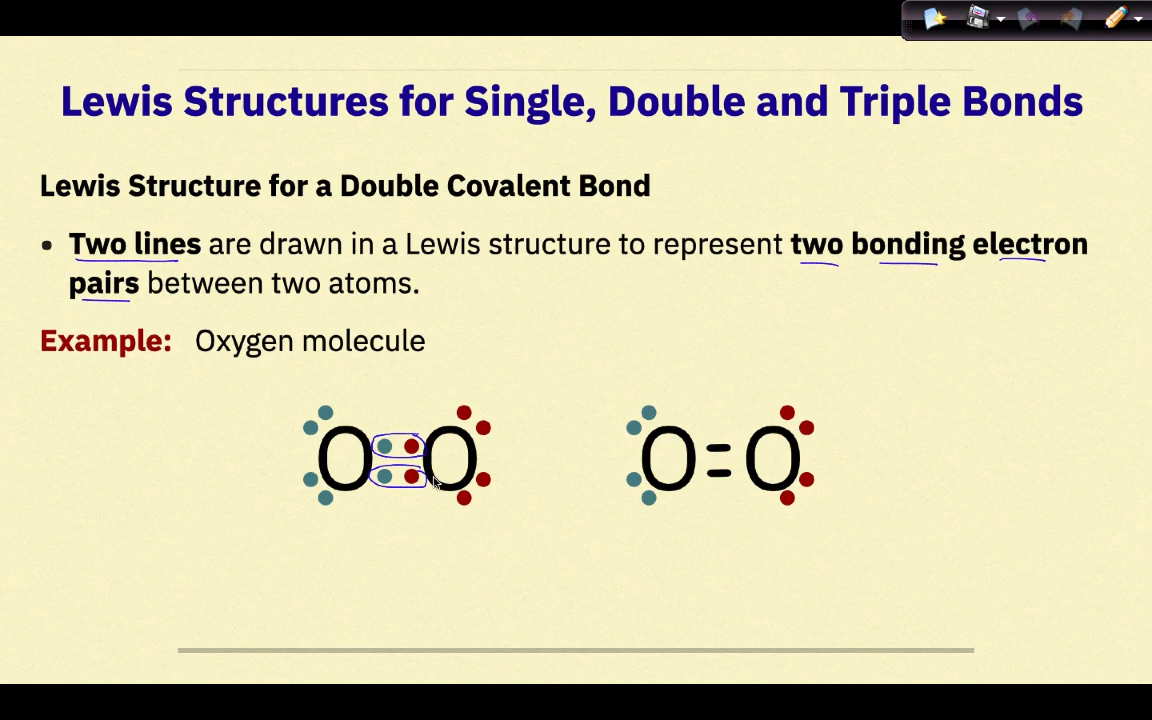 Lewis Structures for Single, Double and Triple Bonds
Lewis Structure for a Double Covalent Bond
• Two lines are drawn in a Lewis structure to represent two bonding electron
pairs between two atoms.
Example: Oxygen molecule
O O O=O